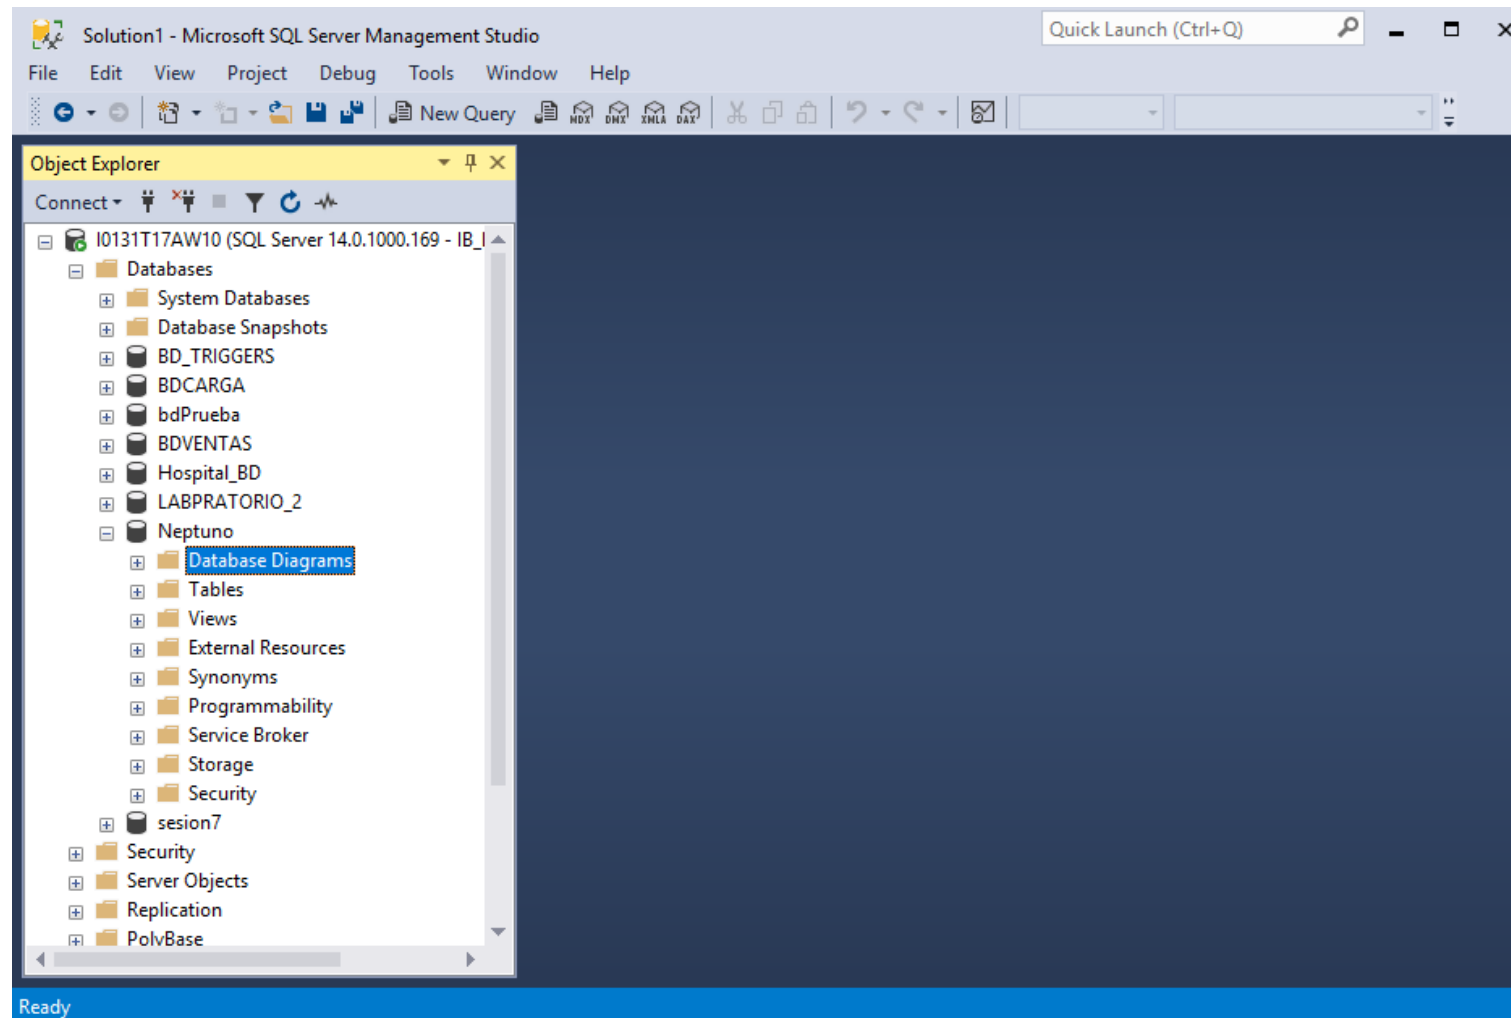 Solution1 - Microsoft SQL Server Management Studio
Quick Launch (Ctrl+Q)
File Edit View Project Debug Tools Window Help
New Query MDX DMX XMLA DAX
Object Explorer
Connect
I0131T17AW10 (SQL Server 14.0.1000.169 - IB_
Databases
System Databases
Database Snapshots
BD_TRIGGERS
BDCARGA
bdPrueba
BDVENTAS
Hospital_BD
LABPRATORIO_2
Neptuno
Database Diagrams
Tables
Views
External Resources
Synonyms
Programmability
Service Broker
Storage
Security
sesion7
Security
Server Objects
Replication
PolyBase
Ready